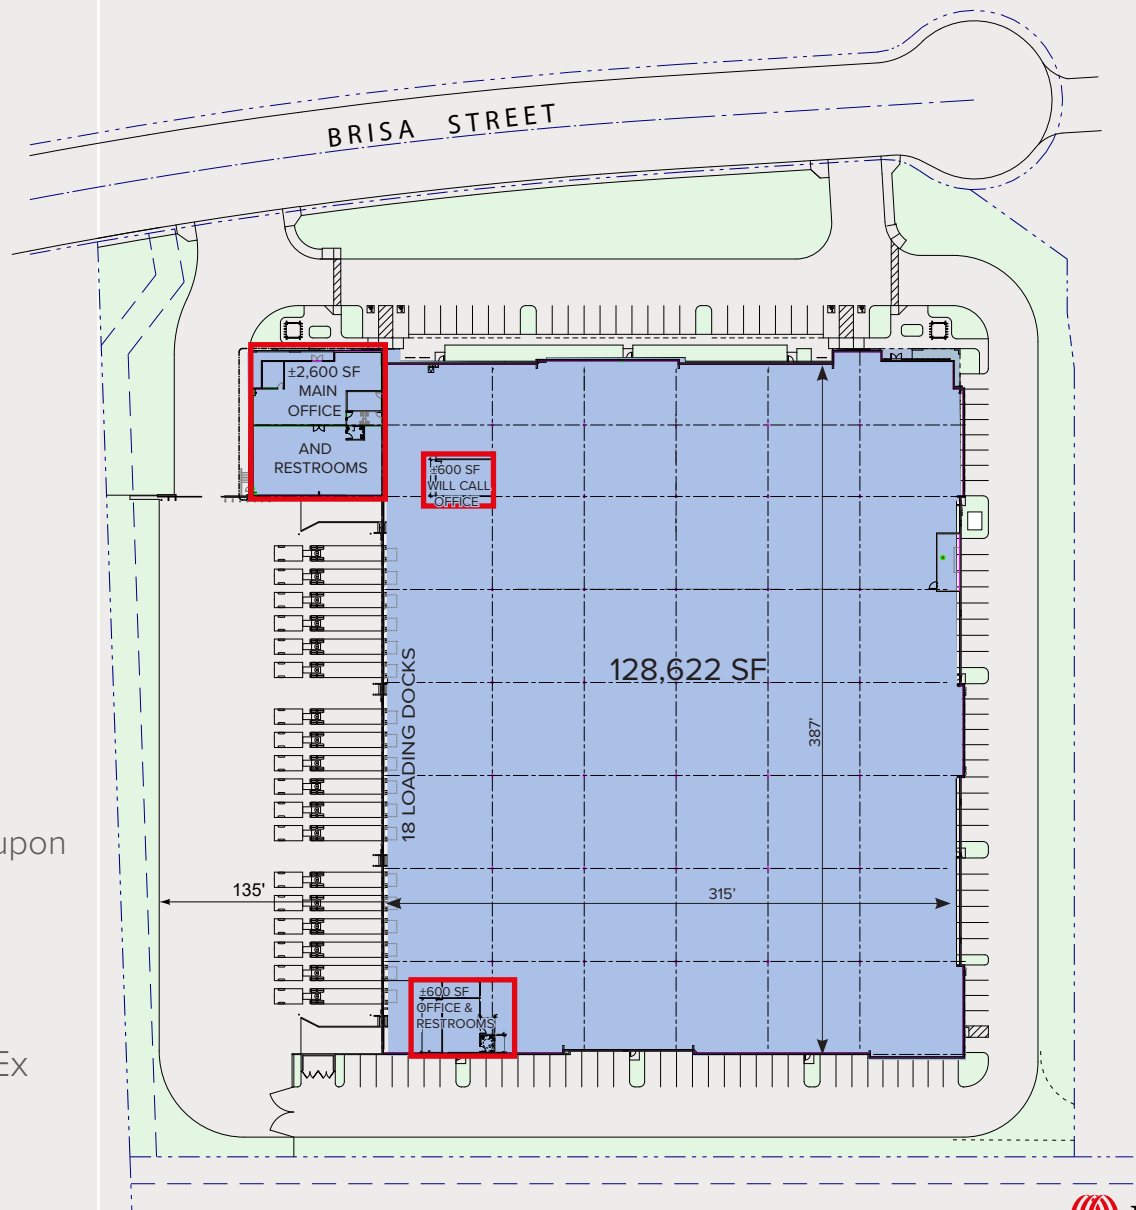 BRISA STREET
±2,600 SF
MAIN
OFFICE
AND
RESTROOMS
±600 SF
WILL CALL
OFFICE
128,622 SF
387'
18 LOADING DOCKS
upon
135'
315'
±600 SF
OFFICE &
RESTROOMS
Ex